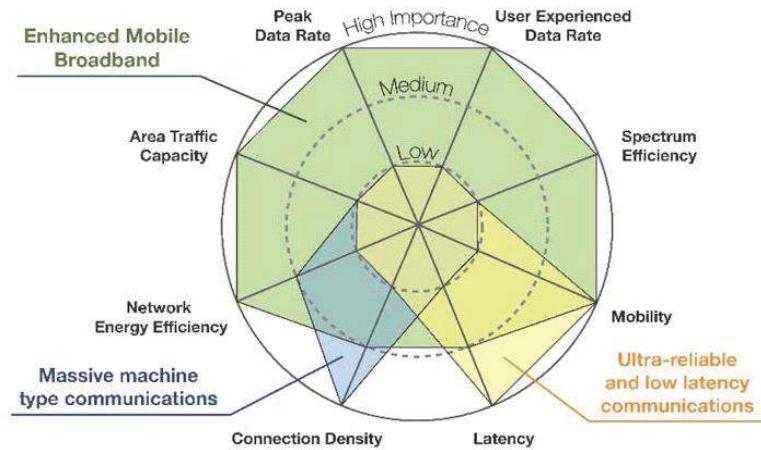 Peak
Data Rate
High Importance
User Experienced
Data Rate
Enhanced Mobile
Broadband
Medium
Area Traffic
Capacity
Low
Spectrum
Efficiency
Network
Energy Efficiency
Mobility
Massive machine
type communications
Ultra-reliable
and low latency
communications
Connection Density
Latency